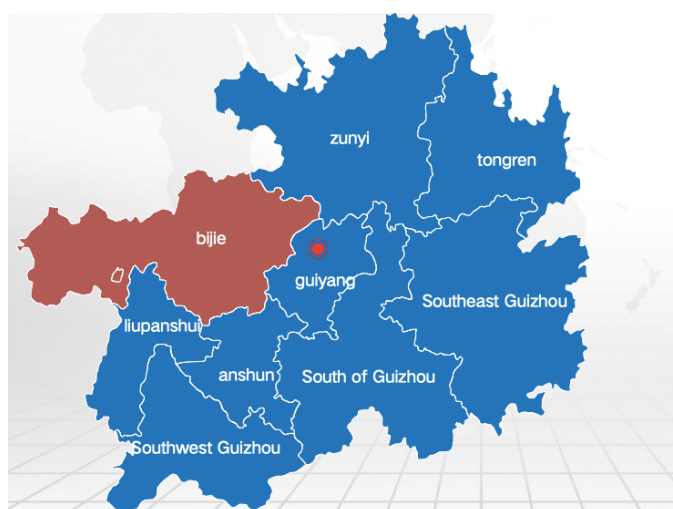 zunyi
tongren
bijie
guiyang
Southeast Guizhou
liupanshui
anshun
South of Guizhou
Southwest Guizhou